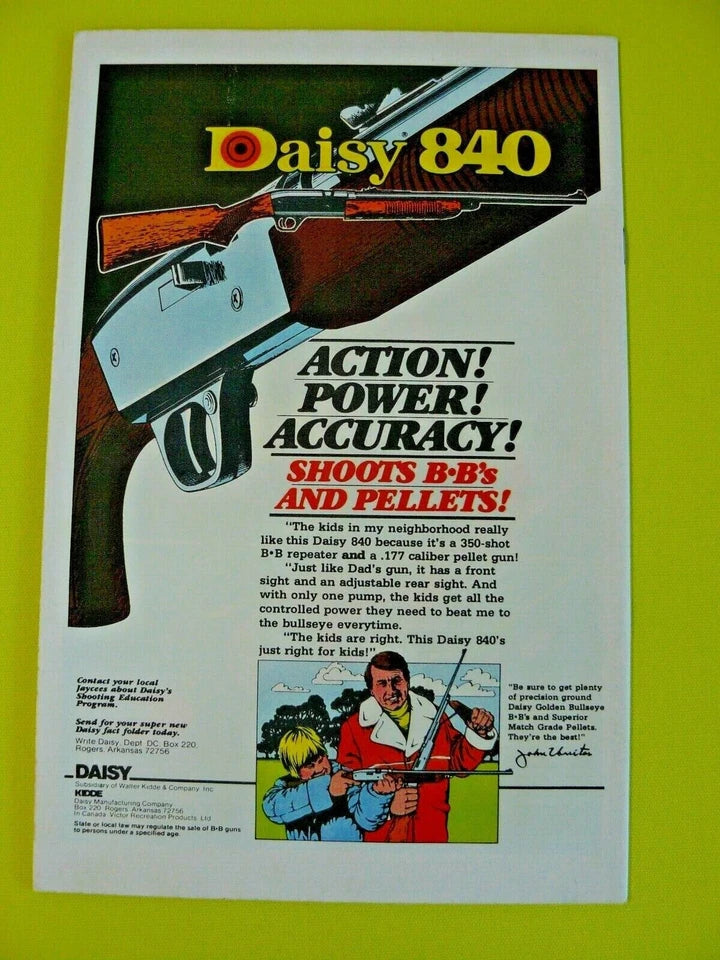 Daisy 840
®
ACTION!
POWER!
ACCURACY!
SHOOTS B•B's
AND PELLETS!
"The kids in my neighborhood really
like this Daisy 840 because it's a 350-shot
B•B repeater and a .177 caliber pellet gun!
"Just like Dad's gun, it has a front
sight and an adjustable rear sight. And
with only one pump, the kids get all the
controlled power they need to beat me to
the bullseye everytime.
"The kids are right. This Daisy 840's
just right for kids!"
Contact your local
Jaycees about Daisy's
Shooting Education
Program.
Send for your super new
Daisy fact folder today.
Write Daisy, Dept. DC, Box 220,
Rogers, Arkansas 72756
DAISY
Subsidiary of Walter Kidde & Company, Inc.
KIDDE
Daisy Manufacturing Company
Box 220, Rogers, Arkansas 72756
In Canada: Victor Recreation Products, Ltd.
State or local law may regulate the sale of B•B guns
to persons under a specified age.
"Be sure to get plenty
of precision ground
Daisy Golden Bullseye
B•B's and Superior
Match Grade Pellets.
They're the best!"